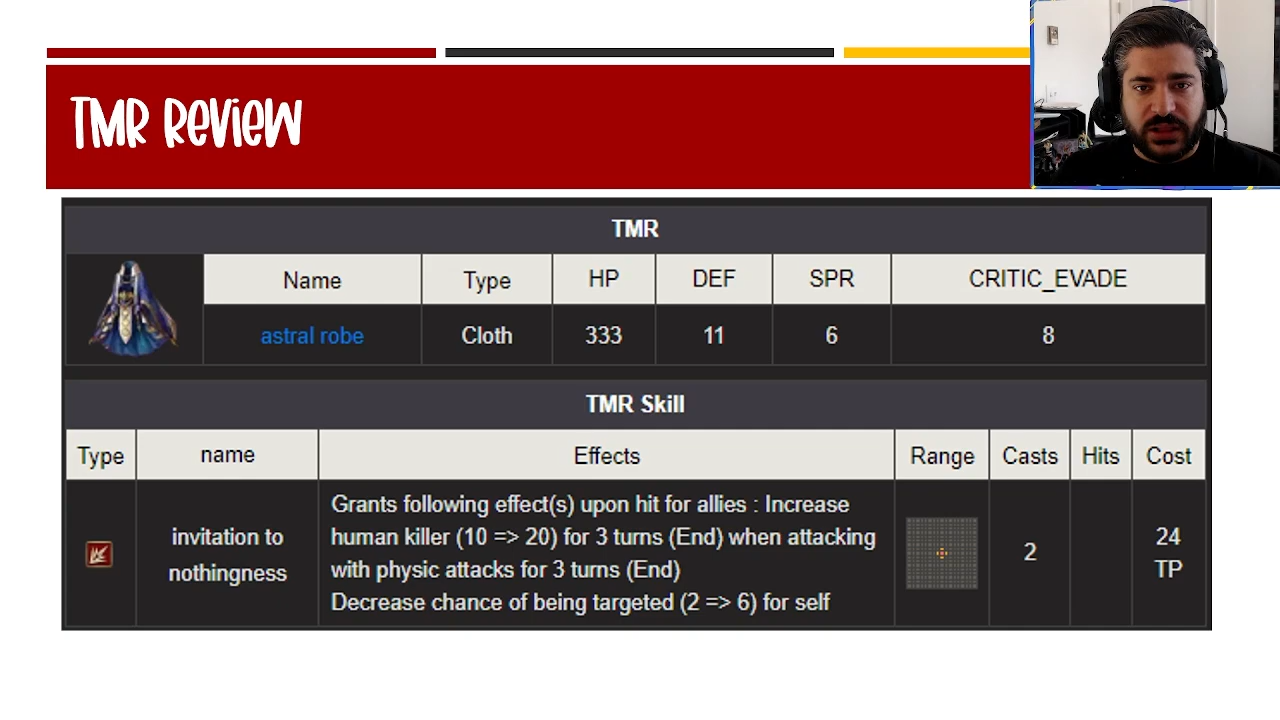 TMR Review
TMR
Name Type HP DEF SPR CRITIC_EVADE
astral robe Cloth 333 11 6 8
TMR Skill
Type name Effects Range Casts Hits Cost
invitation to nothingness
Grants following effect(s) upon hit for allies : Increase
human killer (10 => 20) for 3 turns (End) when attacking
with physic attacks for 3 turns (End)
Decrease chance of being targeted (2 => 6) for self
2
24
TP